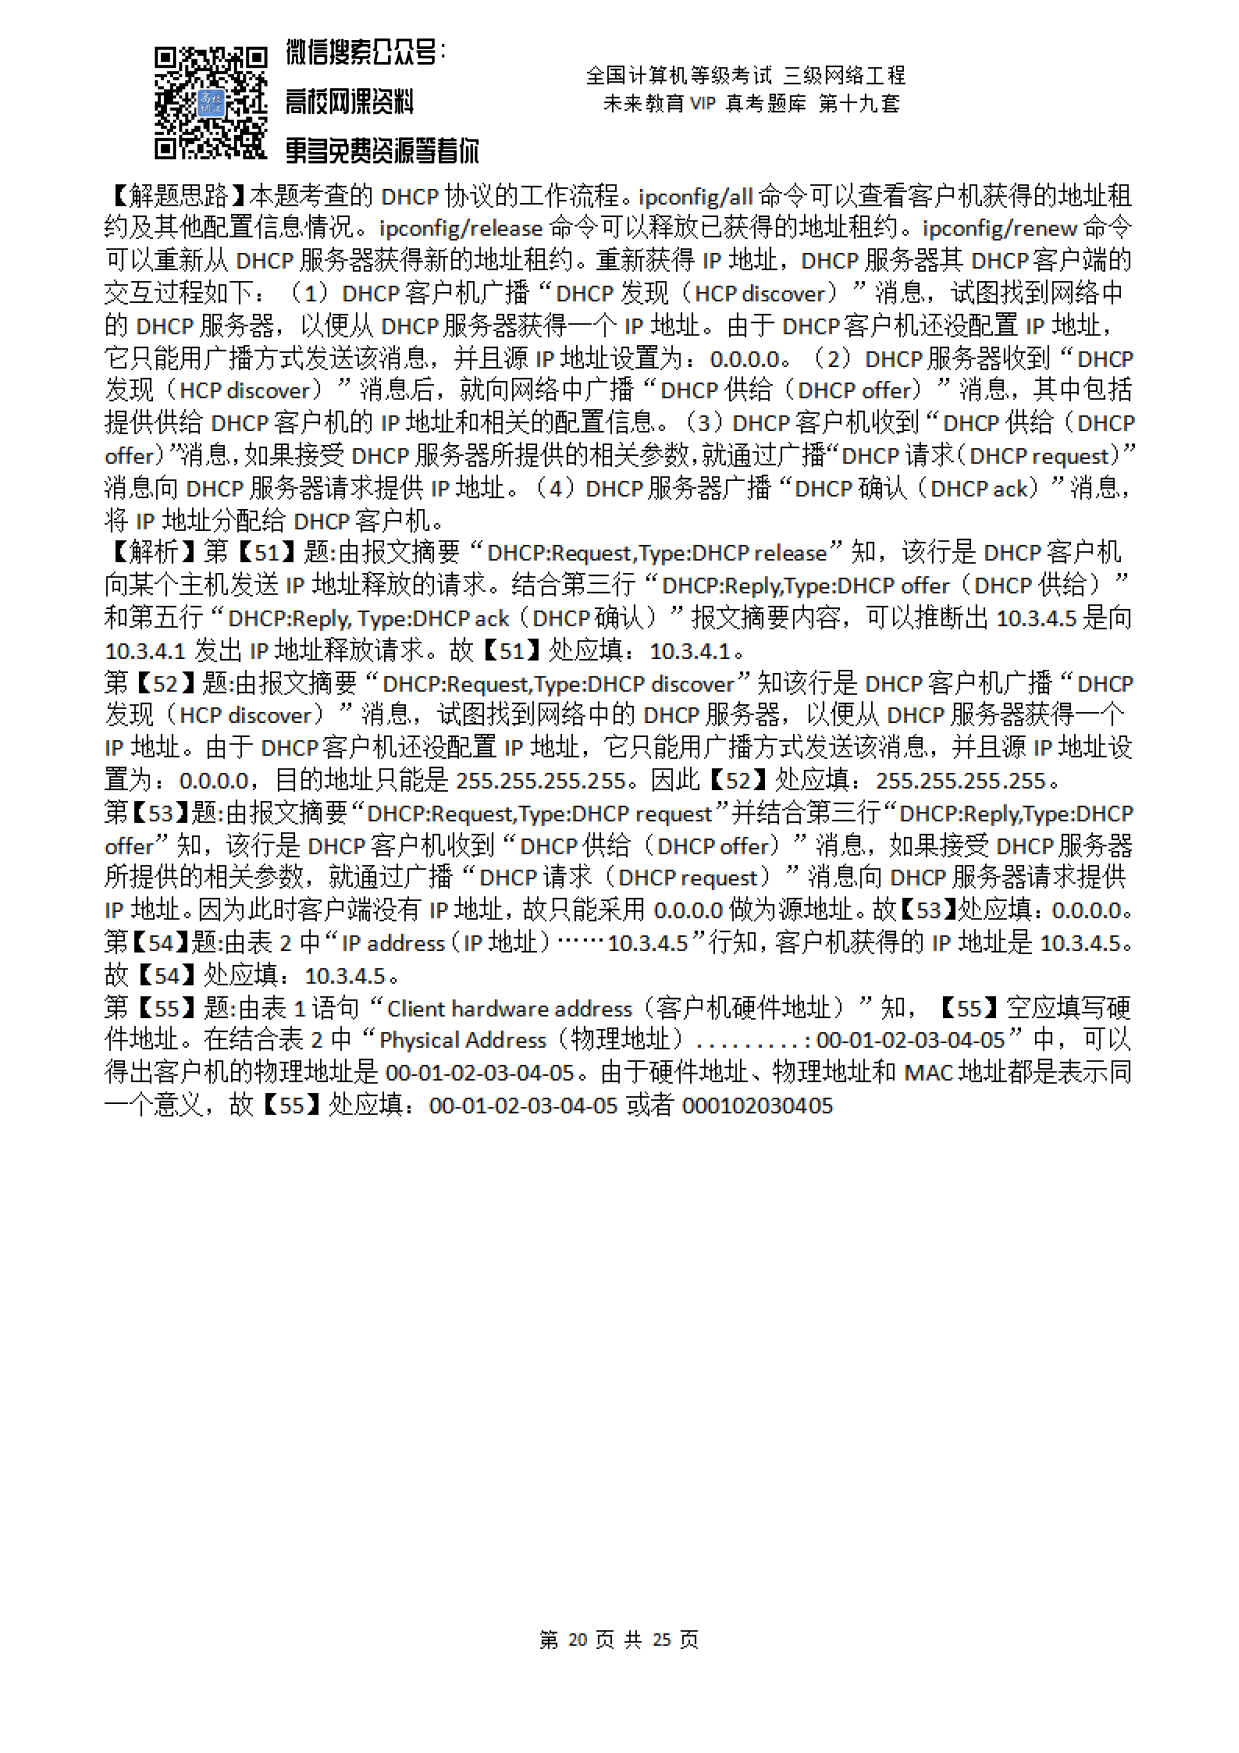 微信搜索公众号：
高校网课资料
更多免费资源等着你
全国计算机等级考试 三级网络工程
未来教育 VIP 真考题库 第十九套
【解题思路】本题考查的 DHCP 协议的工作流程。ipconfig/all 命令可以查看客户机获得的地址租
约及其他配置信息情况。ipconfig/release 命令可以释放已获得的地址租约。ipconfig/renew 命令
可以重新从 DHCP 服务器获得新的地址租约。重新获得 IP 地址，DHCP 服务器其 DHCP 客户端的
交互过程如下：（1）DHCP 客户机广播“DHCP 发现（HCP discover）”消息，试图找到网络中
的 DHCP 服务器，以便从 DHCP 服务器获得一个 IP 地址。由于 DHCP 客户机还没配置 IP 地址，
它只能用广播方式发送该消息，并且源 IP 地址设置为：0.0.0.0。（2）DHCP 服务器收到“DHCP
发现（HCP discover）”消息后，就向网络中广播“DHCP 供给（DHCP offer）”消息，其中包括
提供供给 DHCP 客户机的 IP 地址和相关的配置信息。（3）DHCP 客户机收到“DHCP 供给（DHCP
offer）”消息，如果接受 DHCP 服务器所提供的相关参数，就通过广播“DHCP 请求（DHCP request）”
消息向 DHCP 服务器请求提供 IP 地址。（4）DHCP 服务器广播“DHCP 确认（DHCP ack）”消息，
将 IP 地址分配给 DHCP 客户机。
【解析】第【51】题:由报文摘要“DHCP:Request,Type:DHCP release”知，该行是 DHCP 客户机
向某个主机发送 IP 地址释放的请求。结合第三行“DHCP:Reply,Type:DHCP offer（DHCP 供给）”
和第五行“DHCP:Reply, Type:DHCP ack（DHCP 确认）”报文摘要内容，可以推断出 10.3.4.5 是向
10.3.4.1 发出 IP 地址释放请求。故【51】处应填：10.3.4.1。
第【52】题:由报文摘要“DHCP:Request,Type:DHCP discover”知该行是 DHCP 客户机广播“DHCP
发现（HCP discover）”消息，试图找到网络中的 DHCP 服务器，以便从 DHCP 服务器获得一个
IP 地址。由于 DHCP 客户机还没配置 IP 地址，它只能用广播方式发送该消息，并且源 IP 地址设
置为：0.0.0.0，目的地址只能是 255.255.255.255。因此【52】处应填：255.255.255.255。
第【53】题:由报文摘要“DHCP:Request,Type:DHCP request”并结合第三行“DHCP:Reply,Type:DHCP
offer”知，该行是 DHCP 客户机收到“DHCP 供给（DHCP offer）”消息，如果接受 DHCP 服务器
所提供的相关参数，就通过广播“DHCP 请求（DHCP request）”消息向 DHCP 服务器请求提供
IP 地址。因为此时客户端没有 IP 地址，故只能采用 0.0.0.0 做为源地址。故【53】处应填：0.0.0.0。
第【54】题:由表 2 中“IP address（IP 地址）……10.3.4.5”行知，客户机获得的 IP 地址是 10.3.4.5。
故【54】处应填：10.3.4.5。
第【55】题:由表 1 语句“Client hardware address（客户机硬件地址）”知，【55】空应填写硬
件地址。在结合表 2 中“Physical Address（物理地址）. . . . . . . . . : 00-01-02-03-04-05”中，可以
得出客户机的物理地址是 00-01-02-03-04-05。由于硬件地址、物理地址和 MAC 地址都是表示同
一个意义，故【55】处应填：00-01-02-03-04-05 或者 000102030405
第 20 页 共 25 页